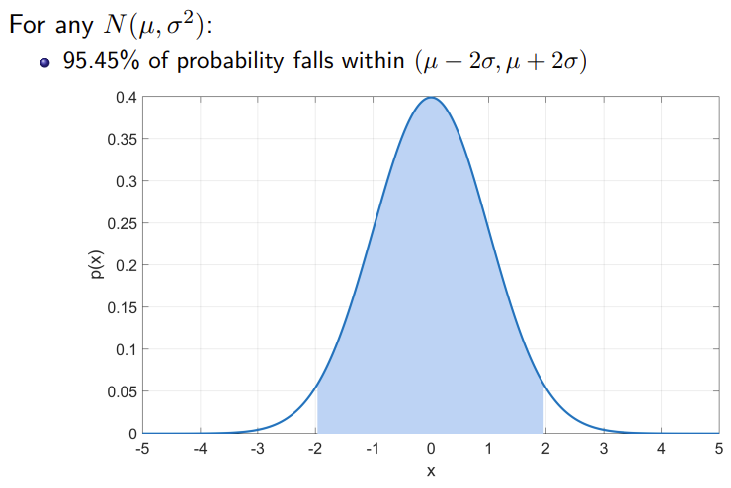 For any N(μ, σ²):
95.45% of probability falls within (μ − 2σ, μ + 2σ)
0.4
0.35
0.3
0.25
0.2
0.15
0.1
0.05
0
p(x)
-5 -4 -3 -2 -1 0 1 2 3 4 5
x